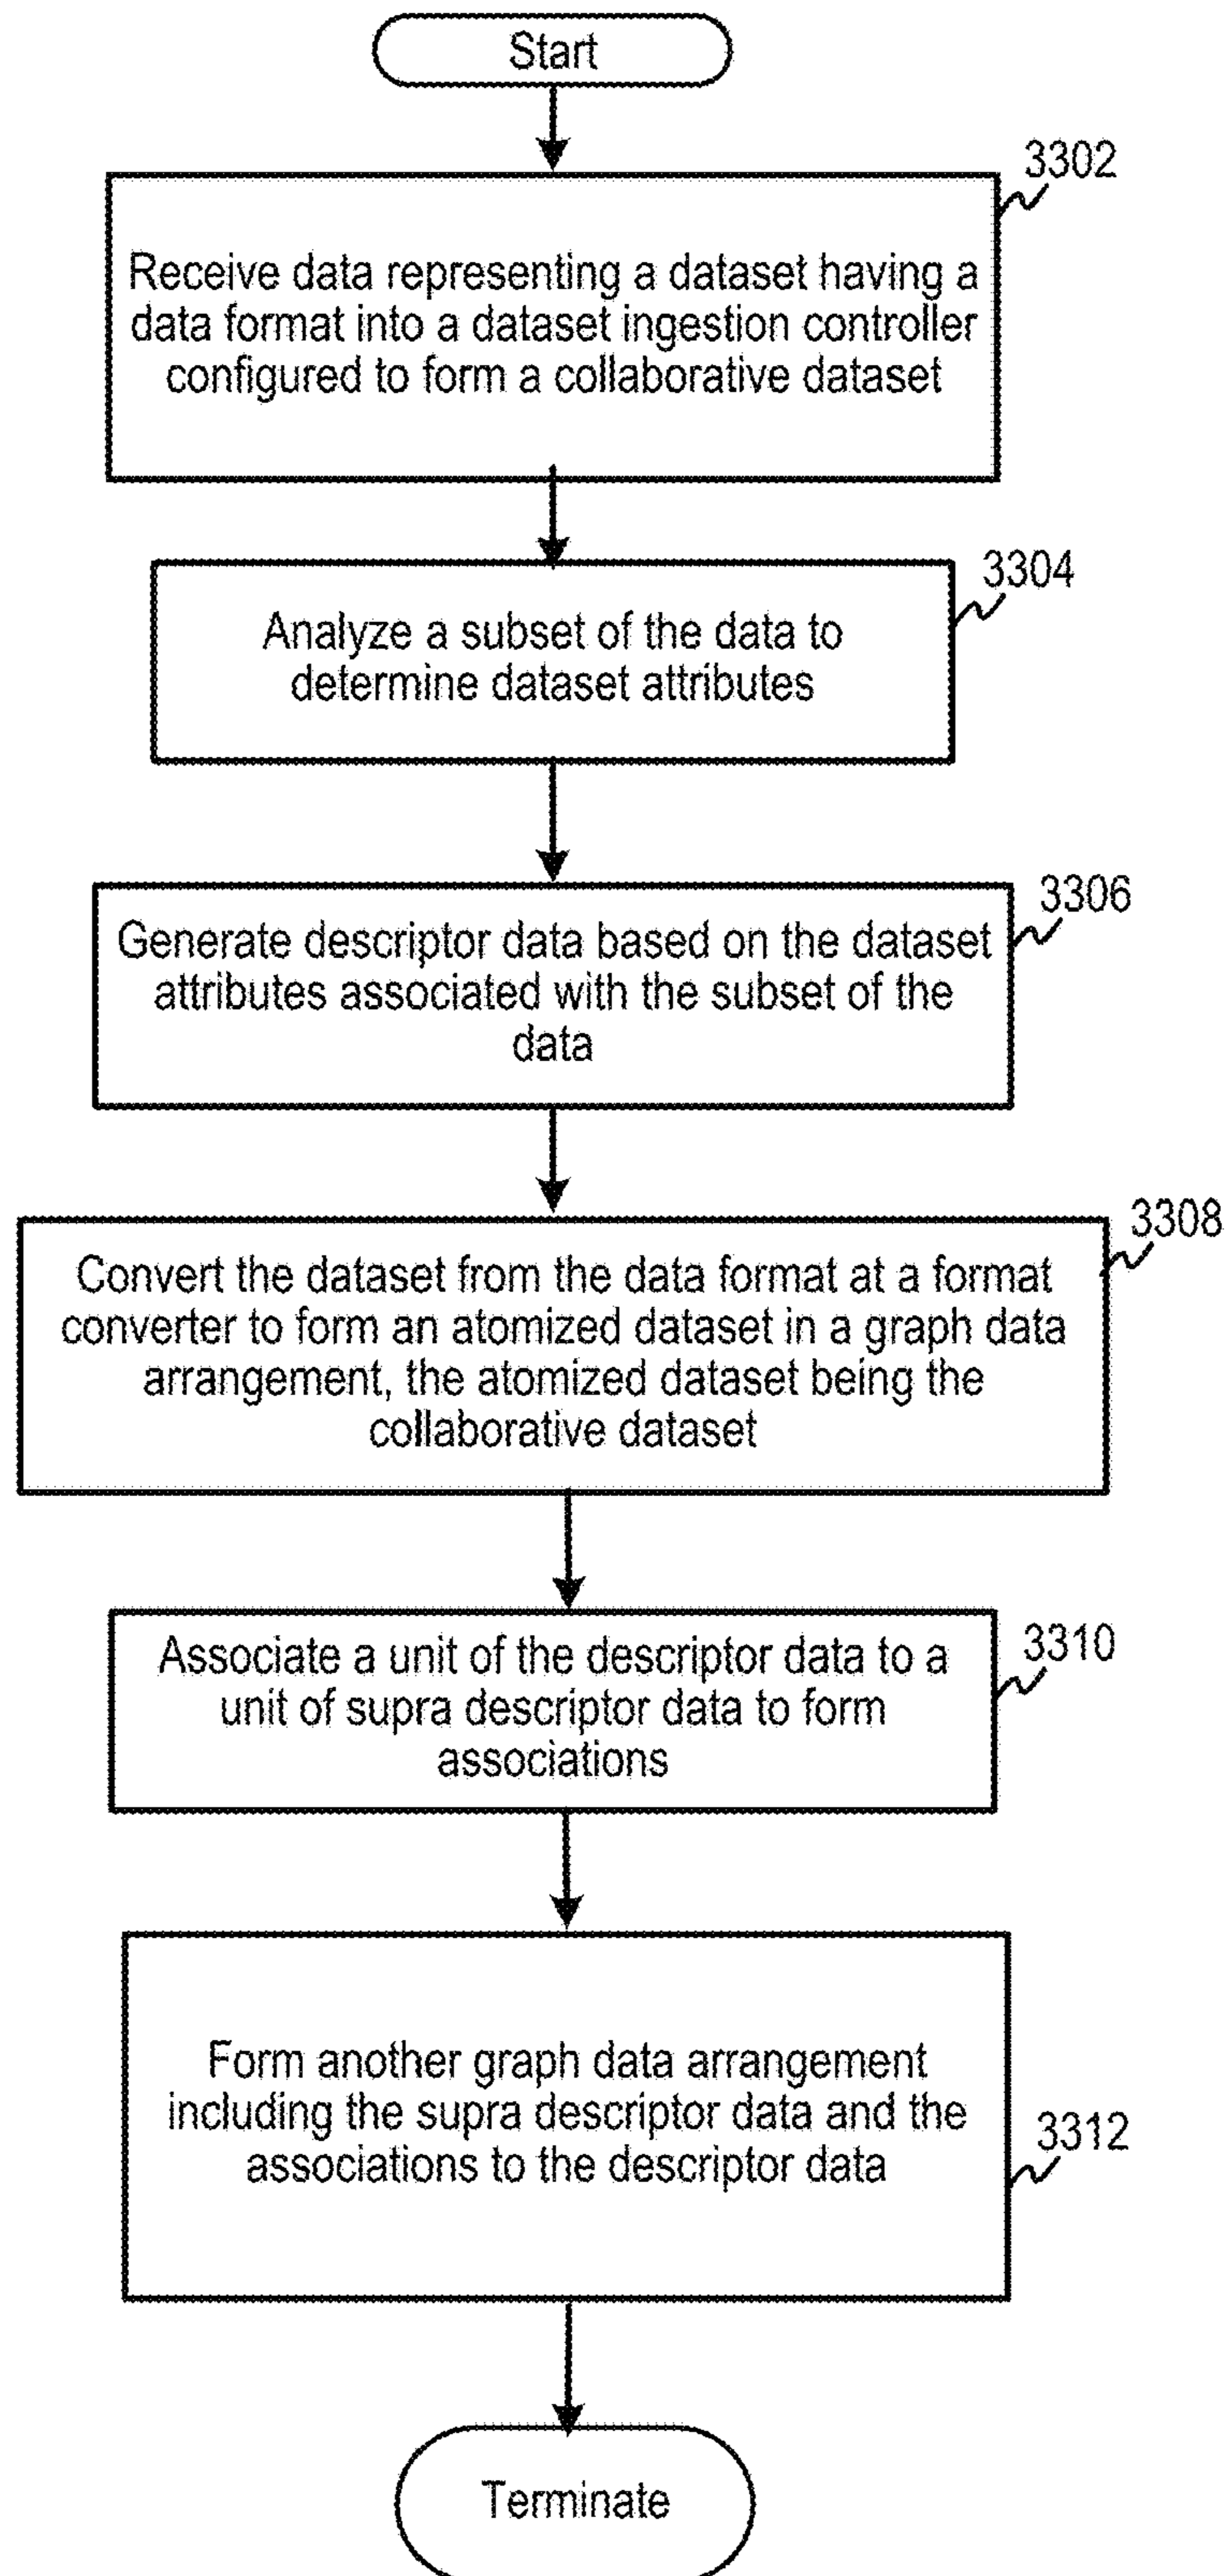 Start
3302
Receive data representing a dataset having a
data format into a dataset ingestion controller
configured to form a collaborative dataset
3304
Analyze a subset of the data to
determine dataset attributes
3306
Generate descriptor data based on the dataset
attributes associated with the subset of the
data
3308
Convert the dataset from the data format at a format
converter to form an atomized dataset in a graph data
arrangement, the atomized dataset being the
collaborative dataset
3310
Associate a unit of the descriptor data to a
unit of supra descriptor data to form
associations
Form another graph data arrangement
including the supra descriptor data and the
associations to the descriptor data
3312
Terminate